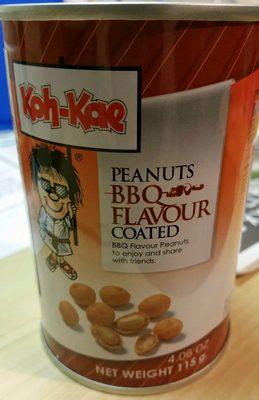 Koh-Kae
®
PEANUTS
BBQ
FLAVOUR
COATED
BBQ Flavour Peanuts
to enjoy and share
with friends.
4.06 OZ
NET WEIGHT 115g